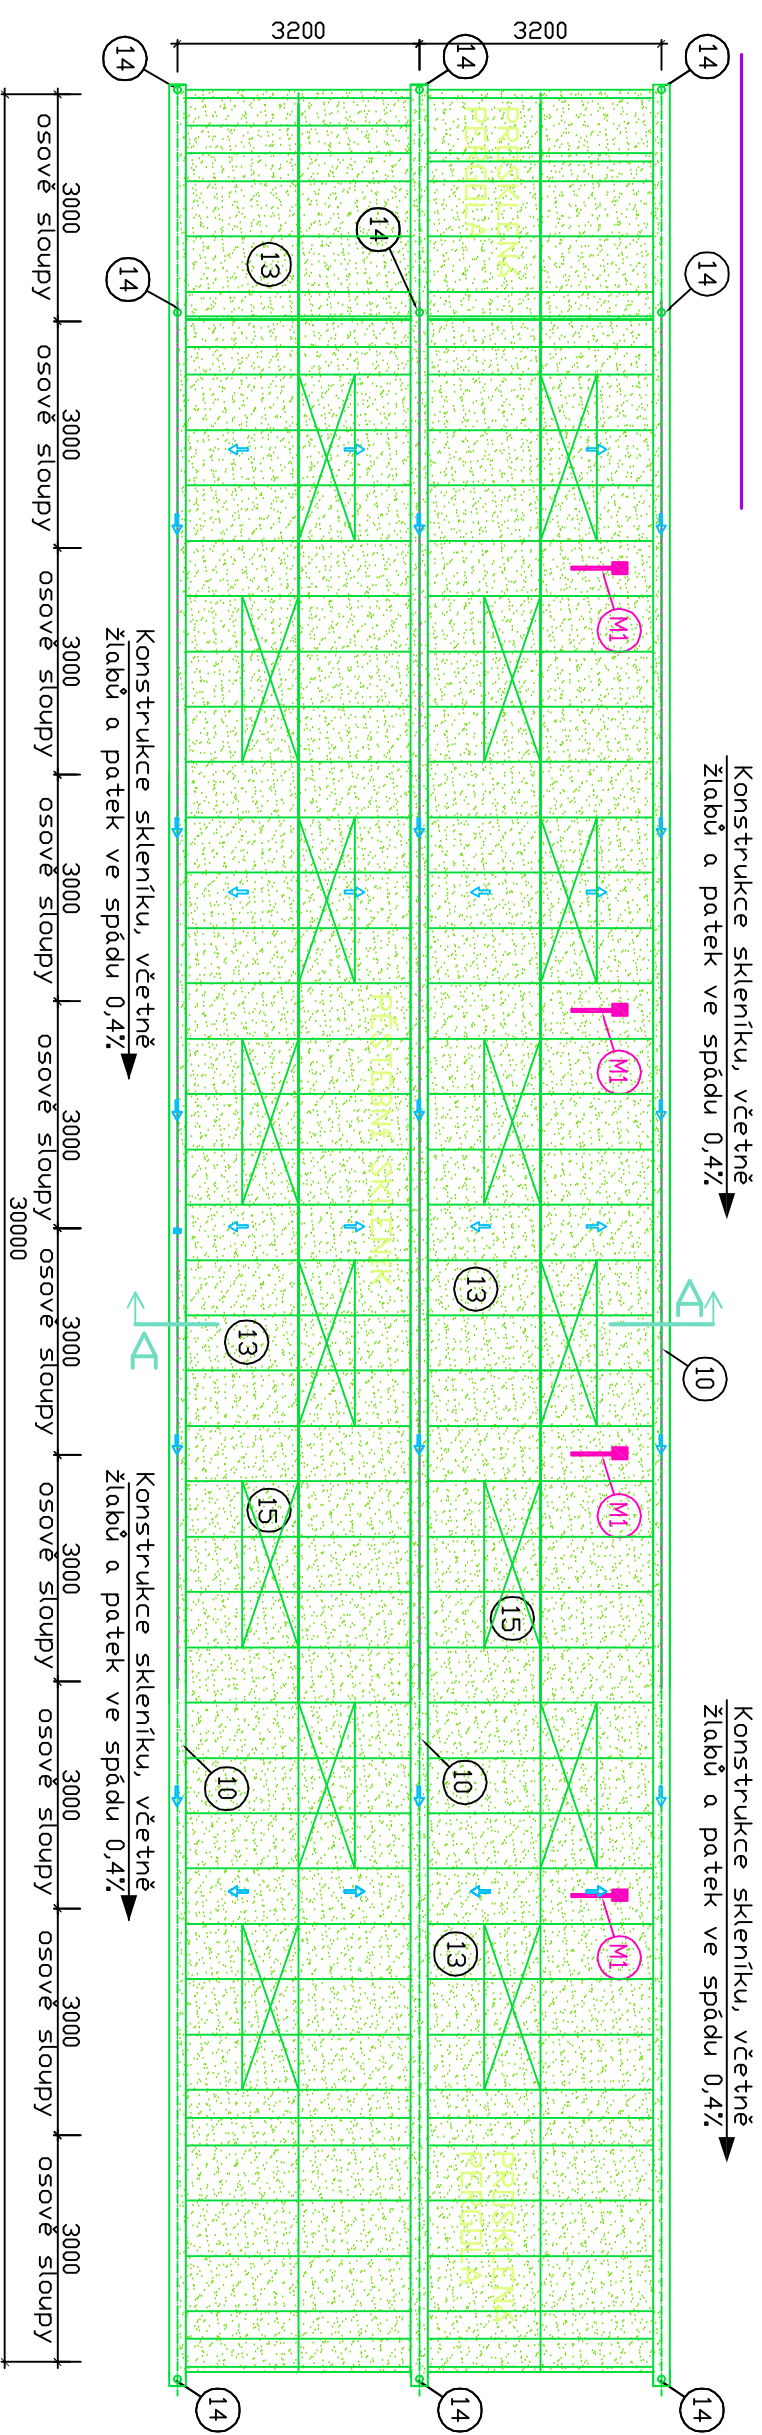 3200
3200
14
14
14
14
14
14
PROSKLENÁ
PERGOLA
13
3000
osově sloupy
3000
osově sloupy
3000
osově sloupy
3000
osově sloupy
3000
osově sloupy
3000
osově sloupy
3000
osově sloupy
3000
osově sloupy
3000
osově sloupy
3000
osově sloupy
30000
M1
M1
M1
M1
Konstrukce skleníku, včetně
žlabů a patek ve spádu 0,4%
Konstrukce skleníku, včetně
žlabů a patek ve spádu 0,4%
PĚSTEBNÍ SKLENÍK
13
13
A
A
10
15
15
Konstrukce skleníku, včetně
žlabů a patek ve spádu 0,4%
Konstrukce skleníku, včetně
žlabů a patek ve spádu 0,4%
10
10
13
PROSKLENÁ
PERGOLA
14
14
14